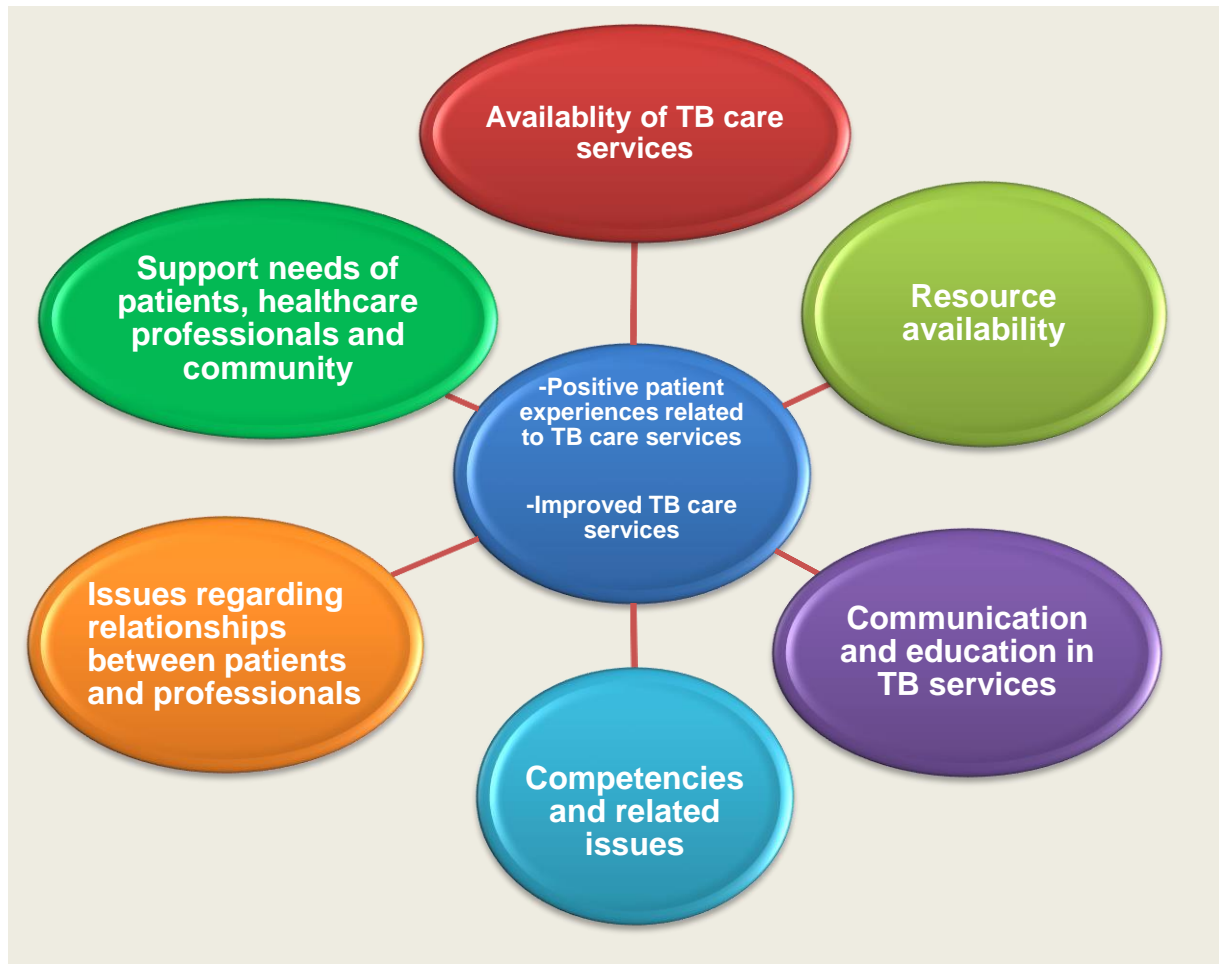 Availablity of TB care
services
Support needs of
patients, healthcare
professionals and
community
Resource
availability
-Positive patient
experiences related
to TB care services
-Improved TB care
services
Issues regarding
relationships
between patients
and professionals
Communication
and education in
TB services
Competencies
and related
issues